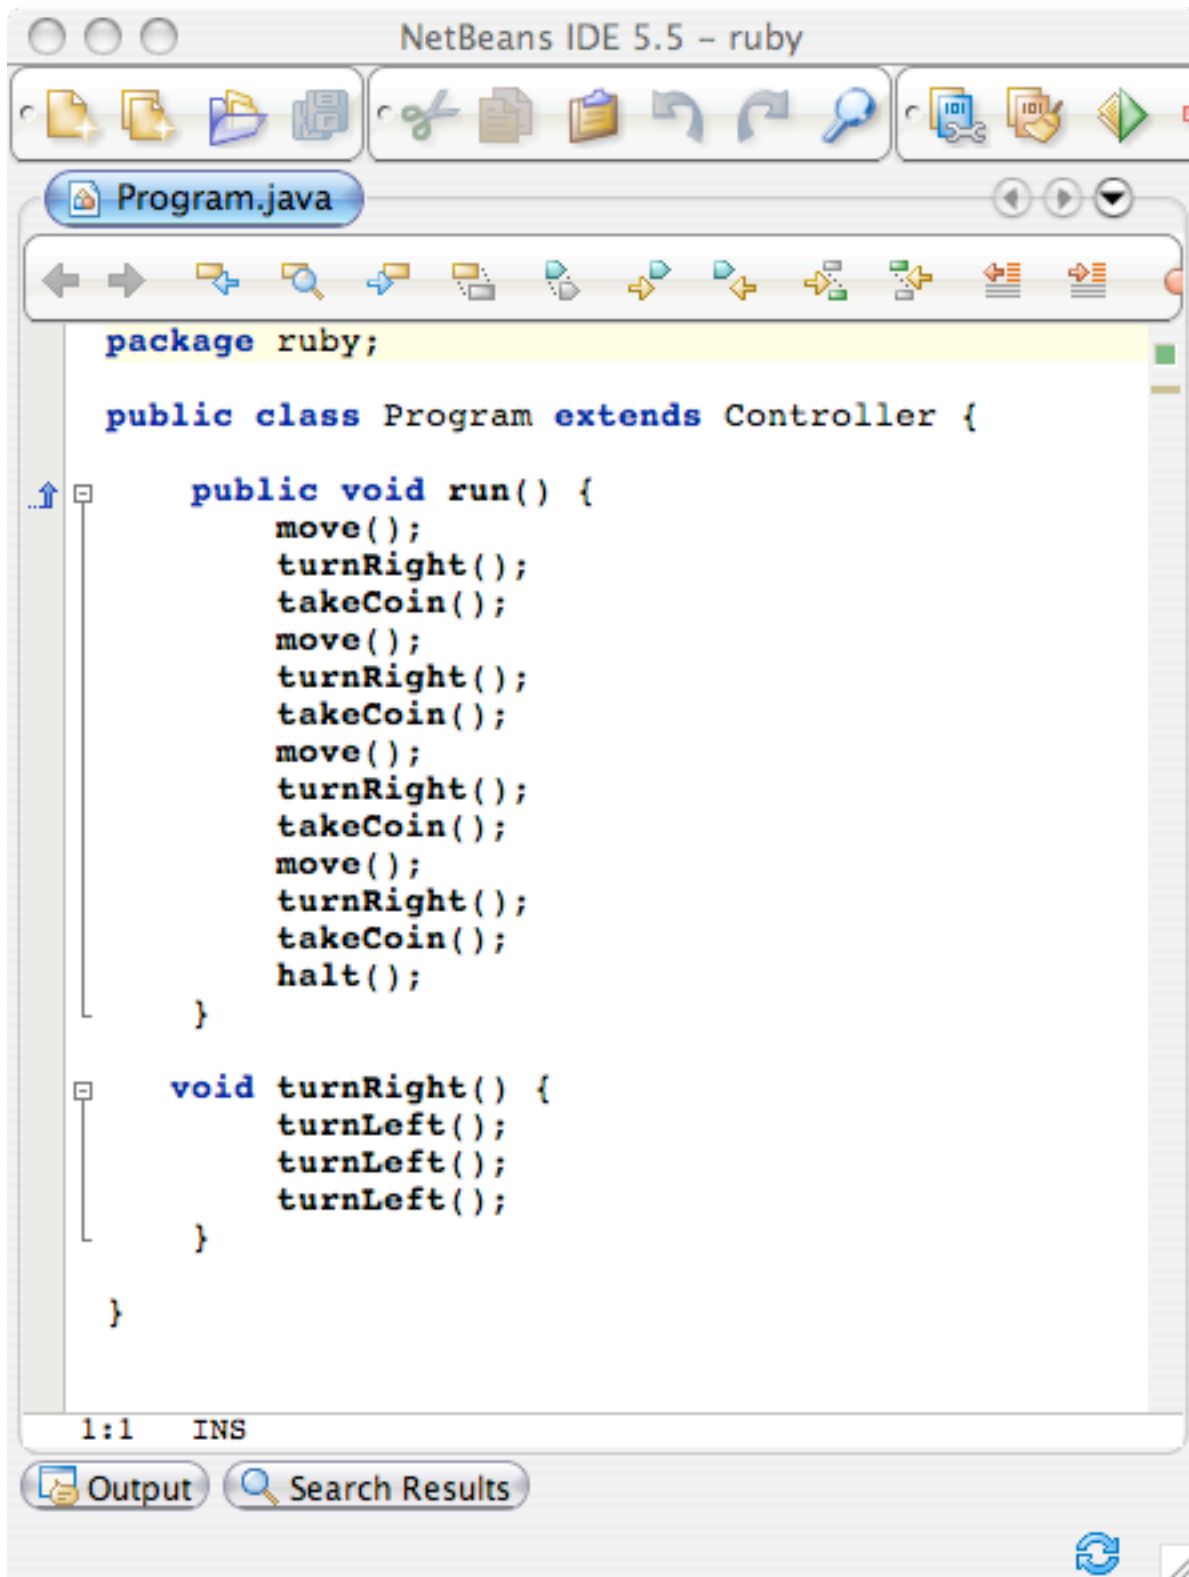 NetBeans IDE 5.5 – ruby
Program.java
package ruby;
public class Program extends Controller {
public void run() {
move();
turnRight();
takeCoin();
move();
turnRight();
takeCoin();
move();
turnRight();
takeCoin();
move();
turnRight();
takeCoin();
halt();
}
void turnRight() {
turnLeft();
turnLeft();
turnLeft();
}
}
1:1 INS
Output Search Results